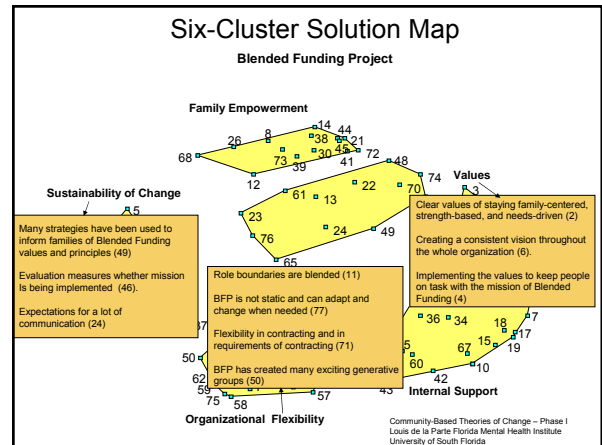 Six-Cluster Solution Map
Blended Funding Project
Family Empowerment
14
38
44
8
26
21
45
68
73
30
72
39
41
48
12
Values
74
22
70
3
61
13
Sustainability of Change
5
23
24
49
76
65
Clear values of staying family-centered,
strength-based, and needs-driven (2)
Creating a consistent vision throughout
the whole organization (6).
Implementing the values to keep people
on task with the mission of Blended
Funding (4)
Many strategies have been used to
inform families of Blended Funding
values and principles (49)
Evaluation measures whether mission
Is being implemented (46).
Expectations for a lot of
communication (24)
Role boundaries are blended (11)
BFP is not static and can adapt and
change when needed (77)
Flexibility in contracting and in
requirements of contracting (71)
BFP has created many exciting generative
groups (50)
36
34
7
18
17
15
19
50
60
67
10
62
42
59
43
75
58
57
Internal Support
Organizational Flexibility
Community-Based Theories of Change – Phase I
Louis de la Parte Florida Mental Health Institute
University of South Florida